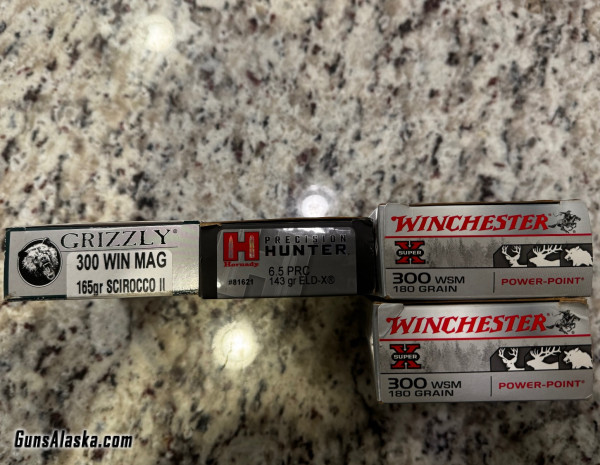 GRIZZLY
300 WIN MAG
165gr SCIROCCO II
H
Hornady
PRECISION
HUNTER
6.5 PRC
#81621
143 gr ELD-X®
WINCHESTER
X
SUPER
300 WSM
180 GRAIN
POWER-POINT®
WINCHESTER
X
SUPER
300 WSM
180 GRAIN
POWER-POINT®
GunsAlaska.com